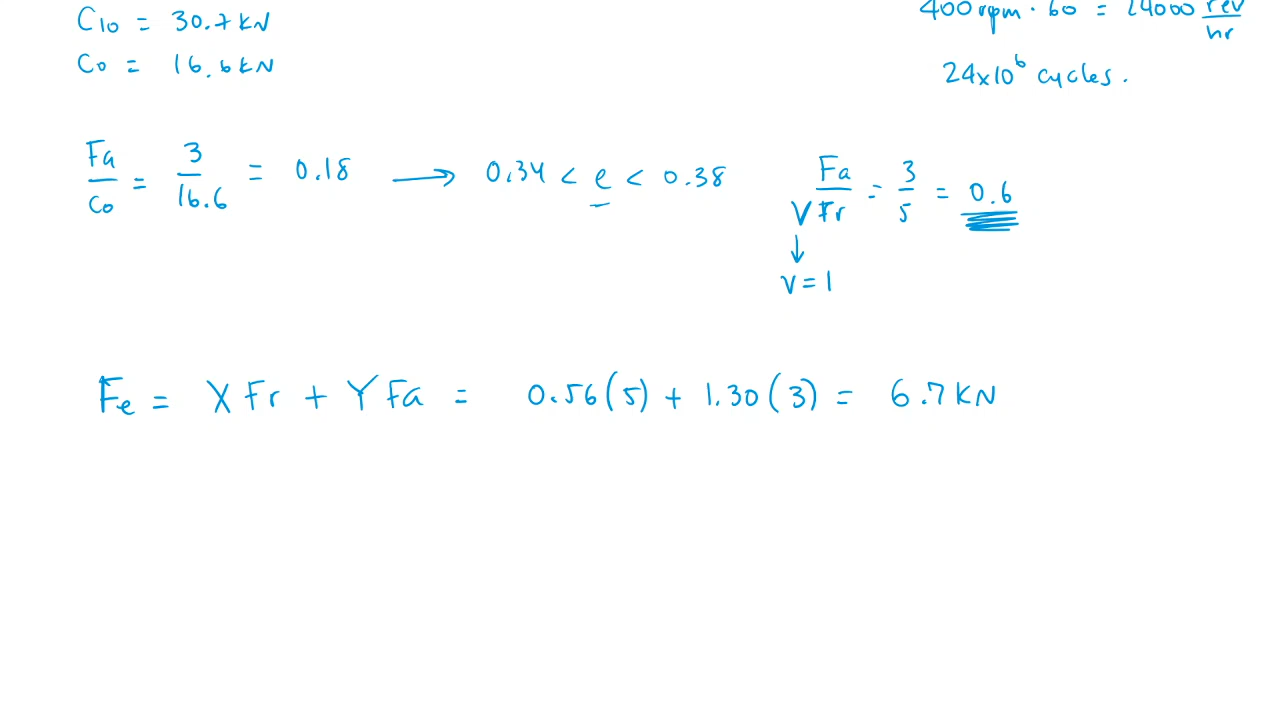 C10 = 30.7 kN
400 rpm · 60 = 24000 rev/hr
C0 = 16.6 kN
24x10^6 cycles.
Fa/C0 = 3/16.6 = 0.18 → 0.34 < e < 0.38
Fa/VFr = 3/5 = 0.6
↓
V = 1
Fe = X Fr + Y Fa = 0.56(5) + 1.30(3) = 6.7 KN